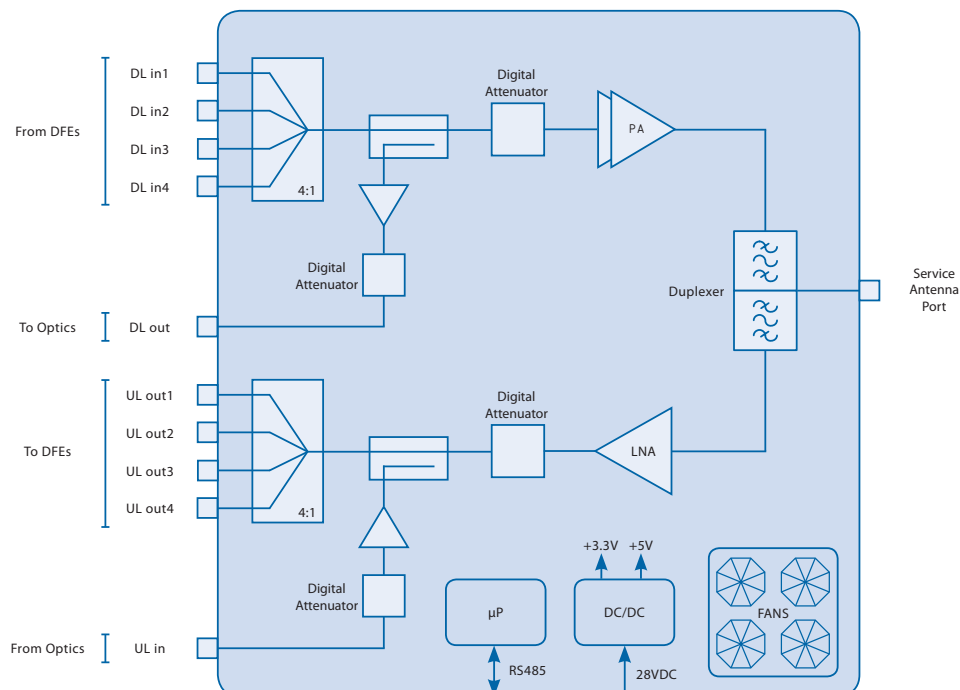 From DFEs
DL in1
DL in2
DL in3
DL in4
4:1
Digital
Attenuator
PA
Digital
Attenuator
To Optics
DL out
Duplexer
Service
Antenna
Port
To DFEs
UL out1
UL out2
UL out3
UL out4
4:1
Digital
Attenuator
LNA
Digital
Attenuator
From Optics
UL in
μP
RS485
+3.3V
+5V
DC/DC
28VDC
FANS